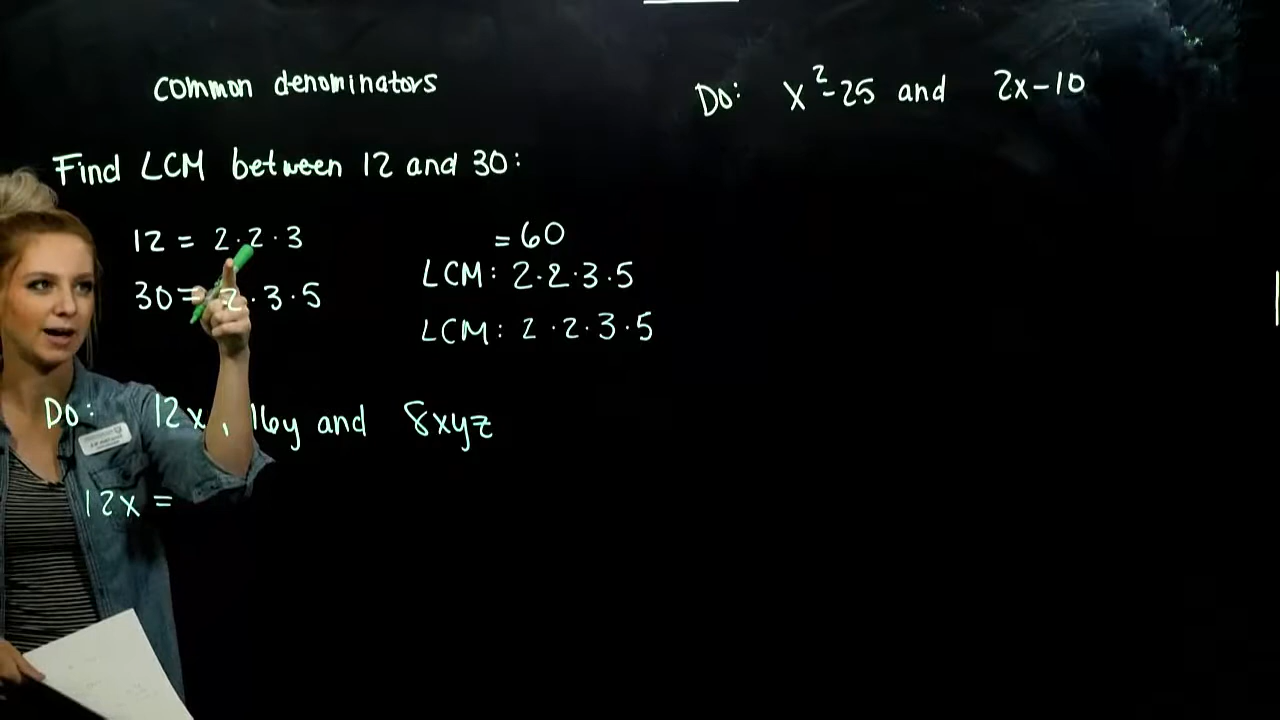 common denominators
Find LCM between 12 and 30:
12 = 2·2·3
30 = 2·3·5
= 60
LCM: 2·2·3·5
LCM: 2·2·3·5
Do: 12x, 16y and 8xyz
12x =
Do: x²-25 and 2x-10